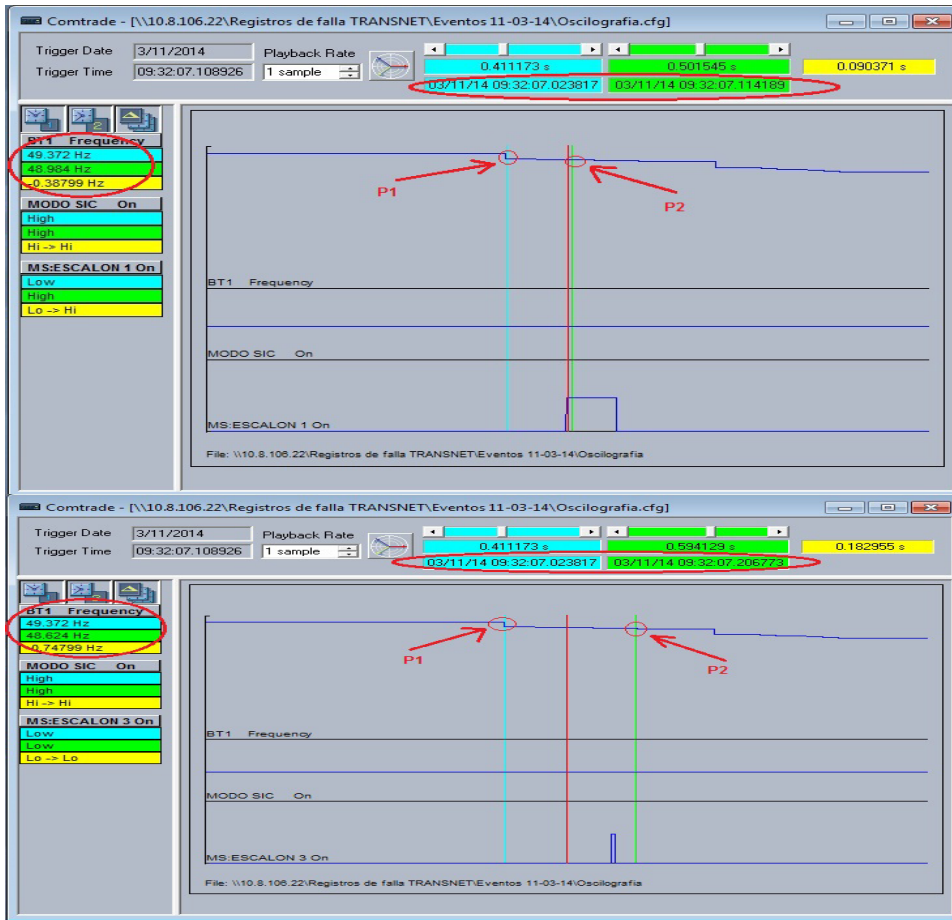 Comtrade - [\\10.8.106.22\Registros de falla TRANSNET\Eventos 11-03-14\Oscilografia.cfg]
Trigger Date 3/11/2014 Playback Rate
Trigger Time 09:32:07.108926 1 sample
0.411173 s 0.501545 s 0.090371 s
03/11/14 09:32:07.023817 03/11/14 09:32:07.114189
BT1 Frequency
49.372 Hz
48.984 Hz
-0.38799 Hz
MODO SIC On
High
High
Hi -> Hi
MS:ESCALON 1 On
Low
High
Lo -> Hi
P1
P2
BT1 Frequency
MODO SIC On
MS:ESCALON 1 On
File: \\10.8.106.22\Registros de falla TRANSNET\Eventos 11-03-14\Oscilografia
Comtrade - [\\10.8.106.22\Registros de falla TRANSNET\Eventos 11-03-14\Oscilografia.cfg]
Trigger Date 3/11/2014 Playback Rate
Trigger Time 09:32:07.108926 1 sample
0.411173 s 0.594129 s 0.182955 s
03/11/14 09:32:07.023817 03/11/14 09:32:07.206773
BT1 Frequency
49.372 Hz
48.624 Hz
-0.74799 Hz
MODO SIC On
High
High
Hi -> Hi
MS:ESCALON 3 On
Low
Low
Lo -> Lo
P1
P2
BT1 Frequency
MODO SIC On
MS:ESCALON 3 On
File: \\10.8.106.22\Registros de falla TRANSNET\Eventos 11-03-14\Oscilografia